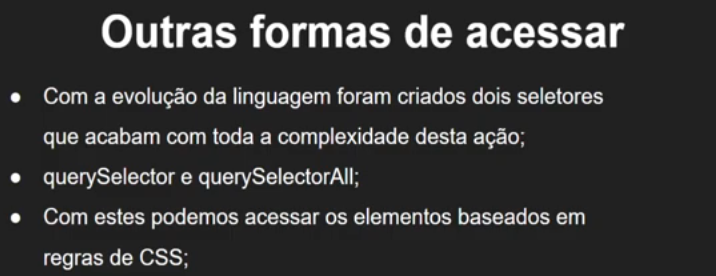 Outras formas de acessar
● Com a evolução da linguagem foram criados dois seletores
que acabam com toda a complexidade desta ação;
● querySelector e querySelectorAll;
● Com estes podemos acessar os elementos baseados em
regras de CSS;